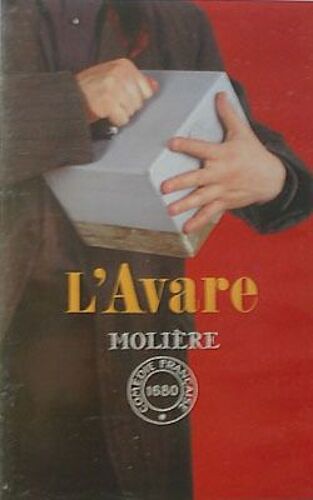 L'Avare
MOLIÈRE
COMÉDIE FRANÇAISE
1680